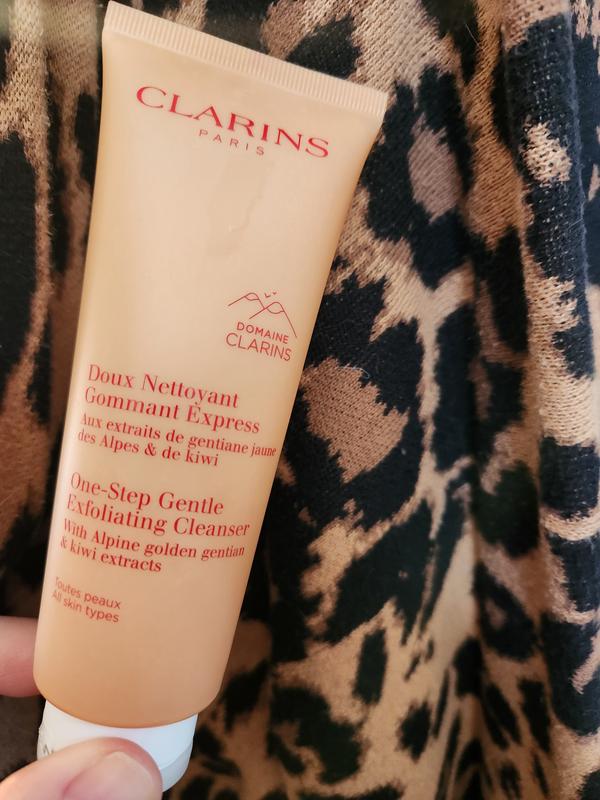 CLARINS
PARIS
DOMAINE
CLARINS
Doux Nettoyant
Gommant Express
Aux extraits de gentiane jaune
des Alpes & de kiwi
One-Step Gentle
Exfoliating Cleanser
With Alpine golden gentian
& kiwi extracts
Toutes peaux
All skin types